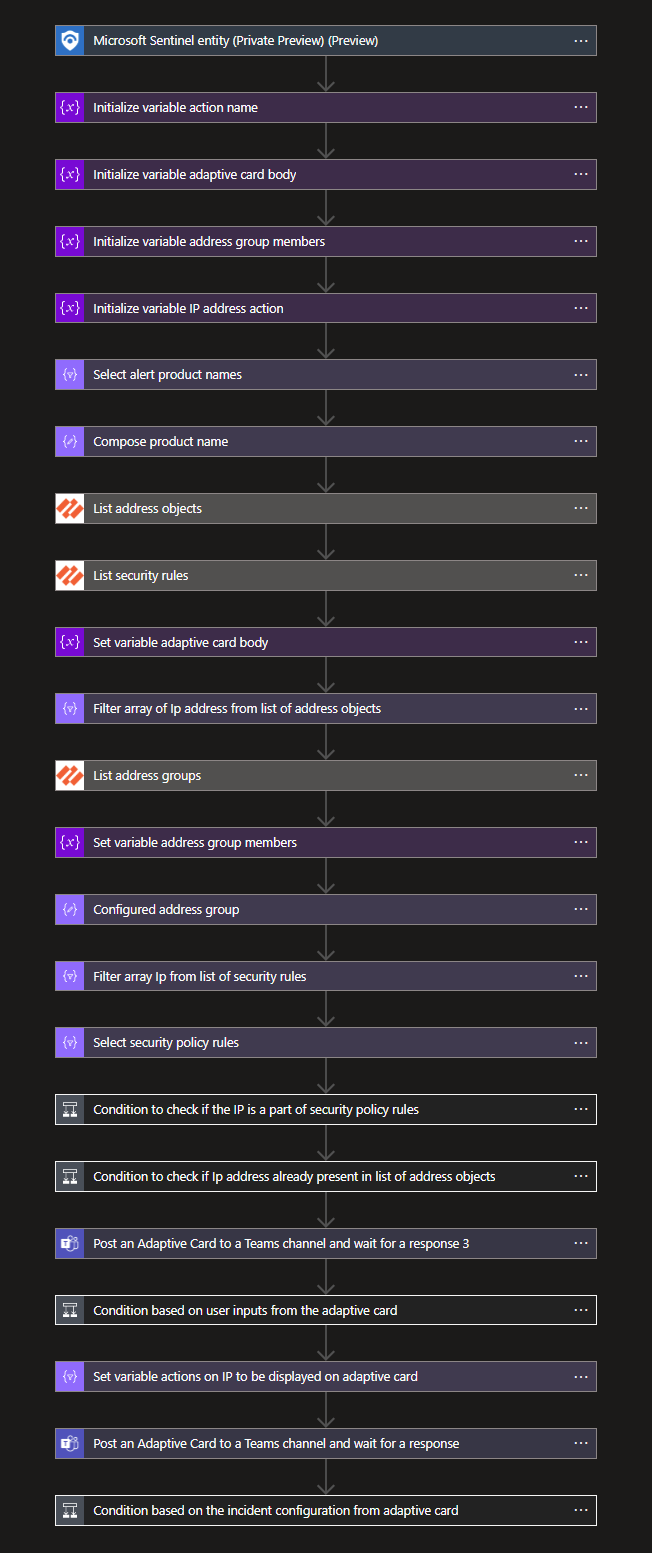 Microsoft Sentinel entity (Private Preview) (Preview)
Initialize variable action name
Initialize variable adaptive card body
Initialize variable address group members
Initialize variable IP address action
Select alert product names
Compose product name
List address objects
List security rules
Set variable adaptive card body
Filter array of Ip address from list of address objects
List address groups
Set variable address group members
Configured address group
Filter array Ip from list of security rules
Select security policy rules
Condition to check if the IP is a part of security policy rules
Condition to check if Ip address already present in list of address objects
Post an Adaptive Card to a Teams channel and wait for a response 3
Condition based on user inputs from the adaptive card
Set variable actions on IP to be displayed on adaptive card
Post an Adaptive Card to a Teams channel and wait for a response
Condition based on the incident configuration from adaptive card